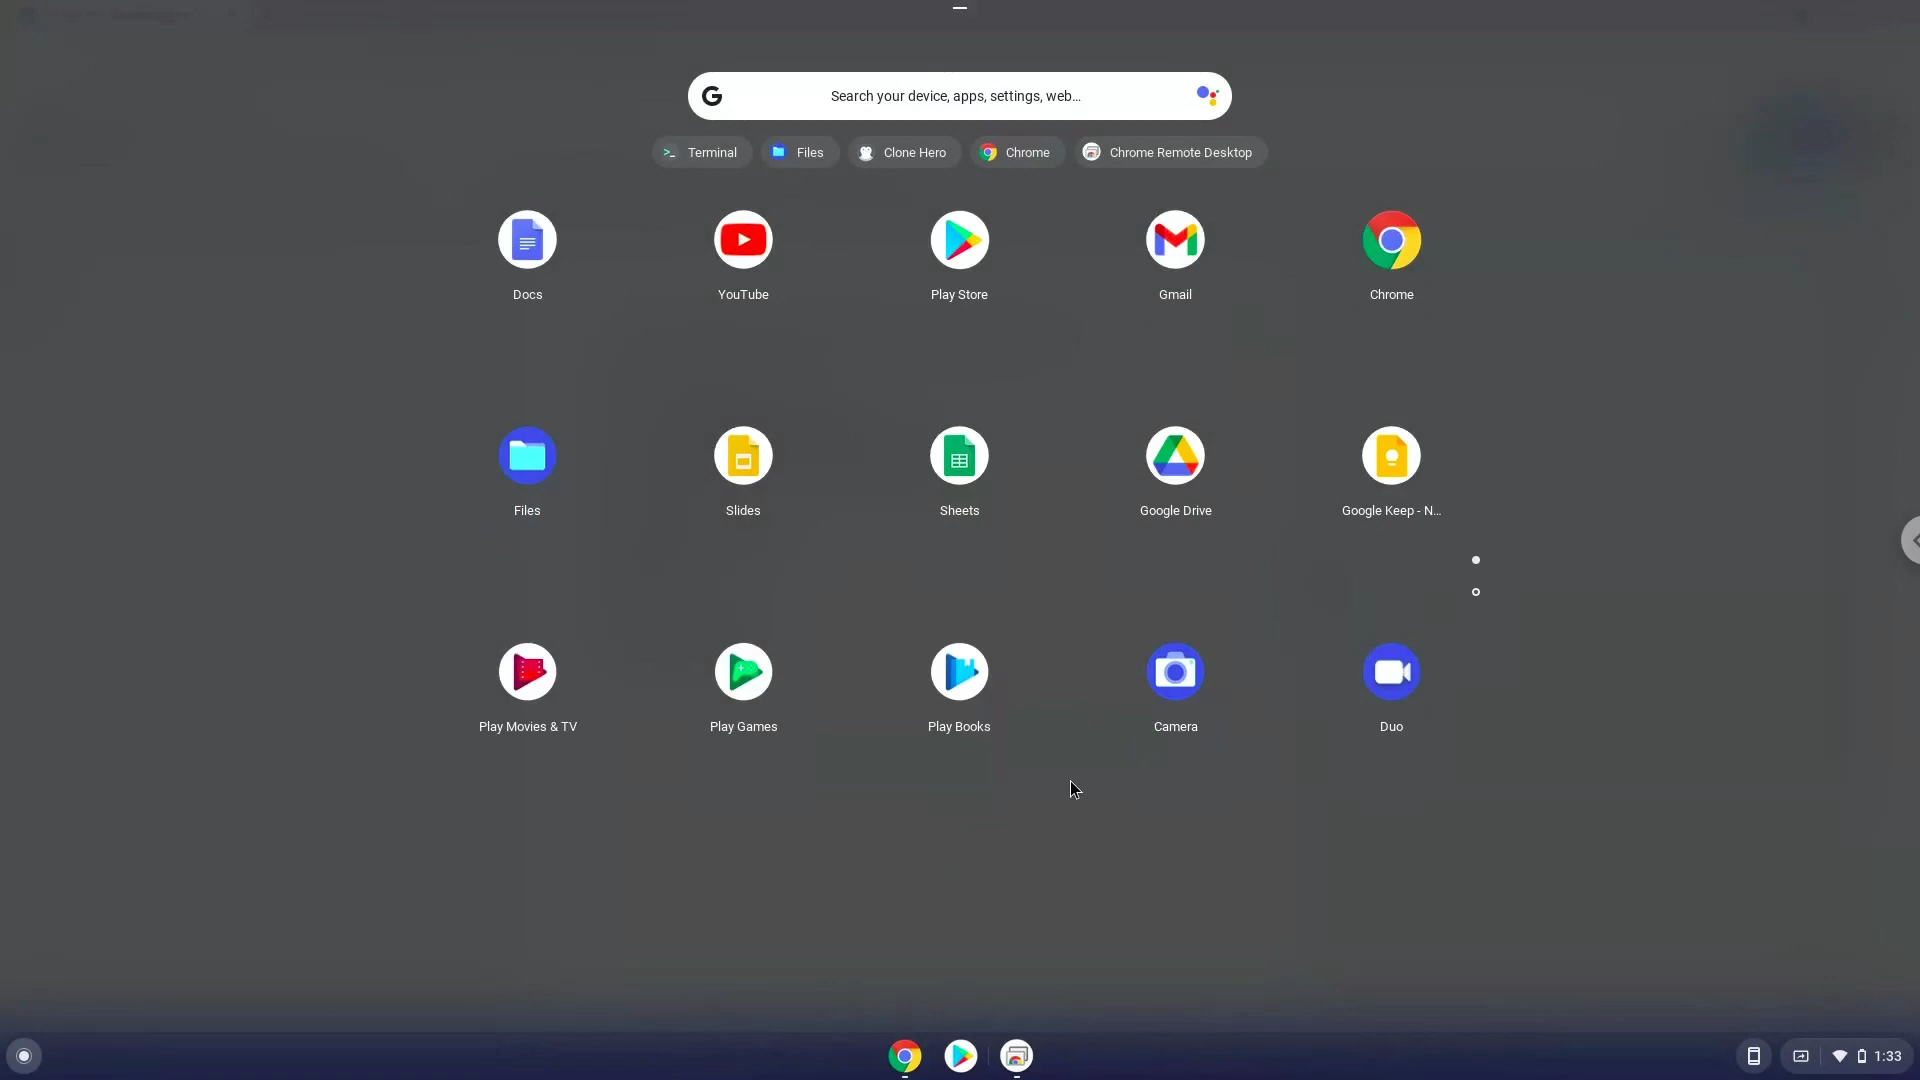 Search your device, apps, settings, web...
Terminal Files Clone Hero Chrome Chrome Remote Desktop
Docs YouTube Play Store Gmail Chrome
Files Slides Sheets Google Drive Google Keep - N...
Play Movies & TV Play Games Play Books Camera Duo
1:33